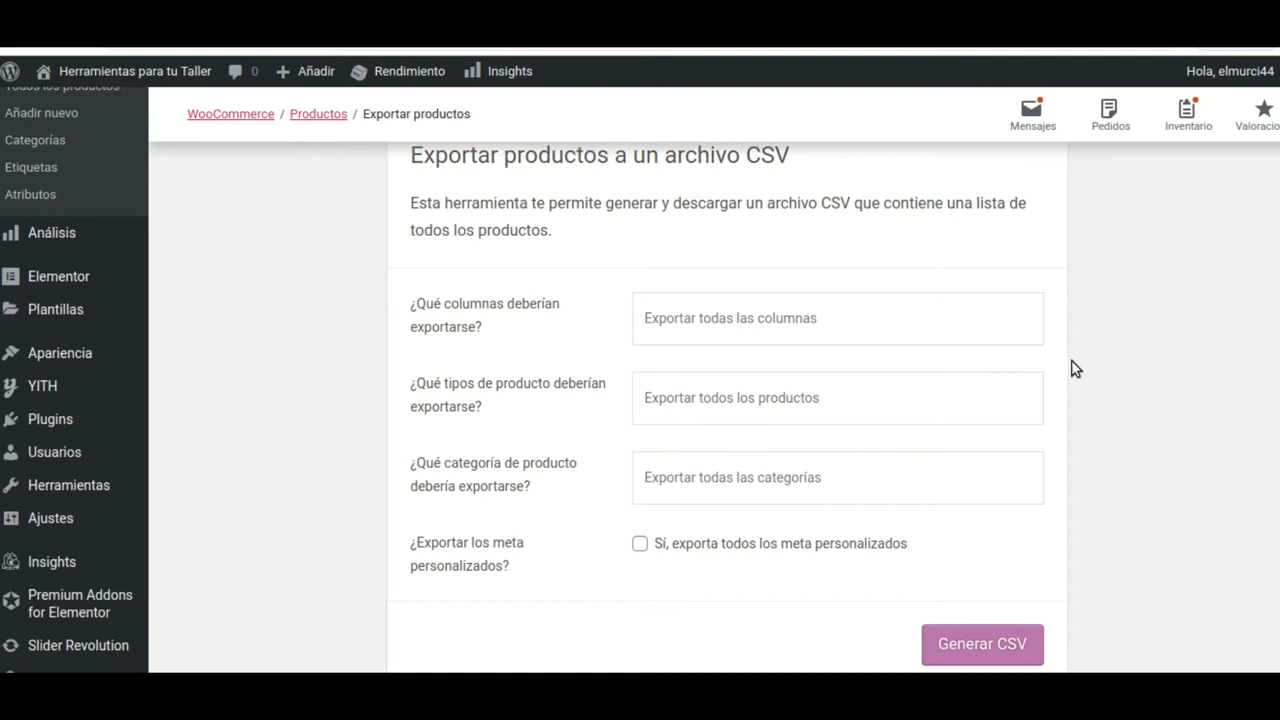 Herramientas para tu Taller 0 Añadir Rendimiento Insights Hola, elmurci44
Todos los productos
Añadir nuevo
Categorías
Etiquetas
Atributos
Análisis
Elementor
Plantillas
Apariencia
YITH
Plugins
Usuarios
Herramientas
Ajustes
Insights
Premium Addons
for Elementor
Slider Revolution
WooCommerce / Productos / Exportar productos
Mensajes
Pedidos
Inventario
Valoracio
Exportar productos a un archivo CSV
Esta herramienta te permite generar y descargar un archivo CSV que contiene una lista de
todos los productos.
¿Qué columnas deberían
exportarse?
Exportar todas las columnas
¿Qué tipos de producto deberían
exportarse?
Exportar todos los productos
¿Qué categoría de producto
debería exportarse?
Exportar todas las categorías
¿Exportar los meta
personalizados?
Sí, exporta todos los meta personalizados
Generar CSV